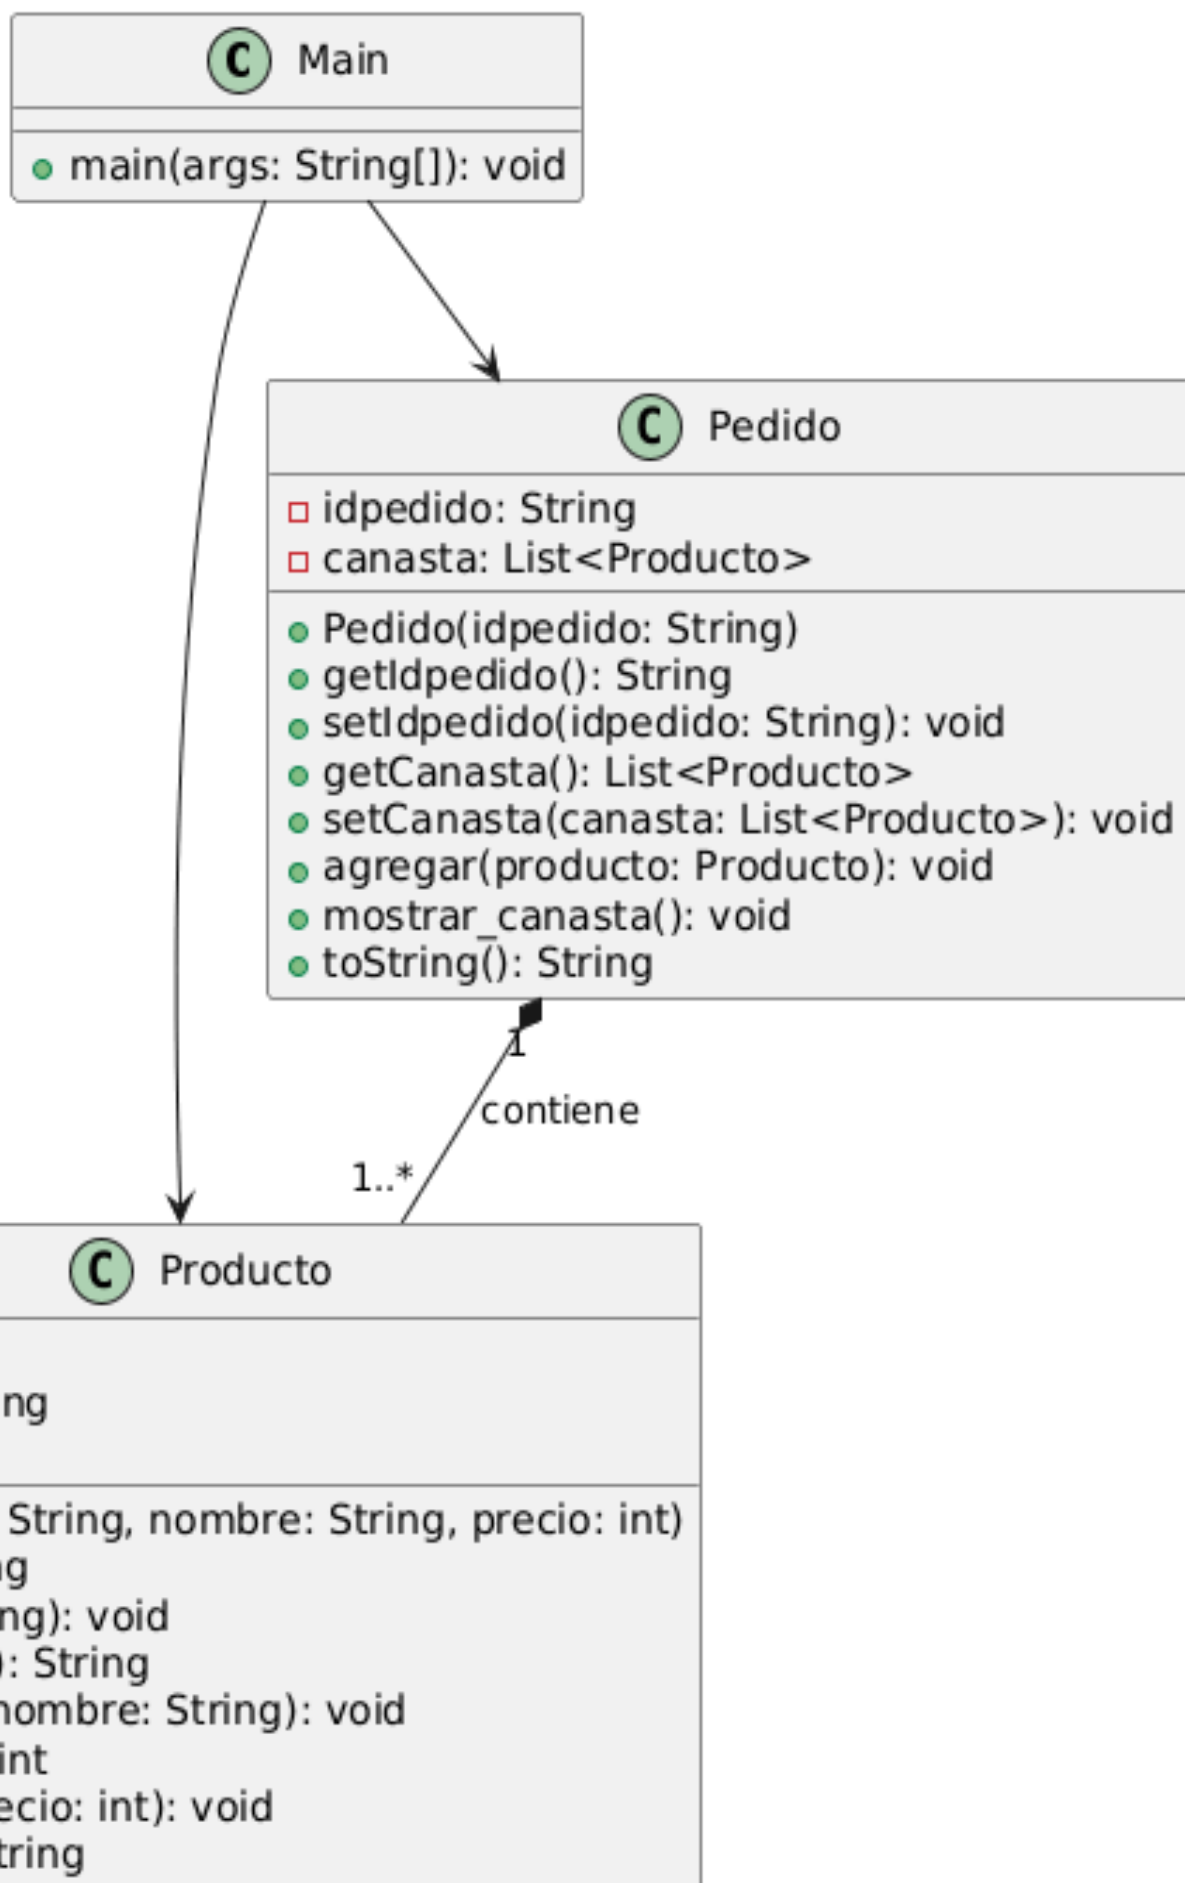 C Main
main(args: String[]): void
C Pedido
idpedido: String
canasta: List<Producto>
Pedido(idpedido: String)
getIdpedido(): String
setIdpedido(idpedido: String): void
getCanasta(): List<Producto>
setCanasta(canasta: List<Producto>): void
agregar(producto: Producto): void
mostrar_canasta(): void
toString(): String
1
contiene
1..*
C Producto
ng
String, nombre: String, precio: int)
g
ng): void
): String
nombre: String): void
int
ecio: int): void
tring